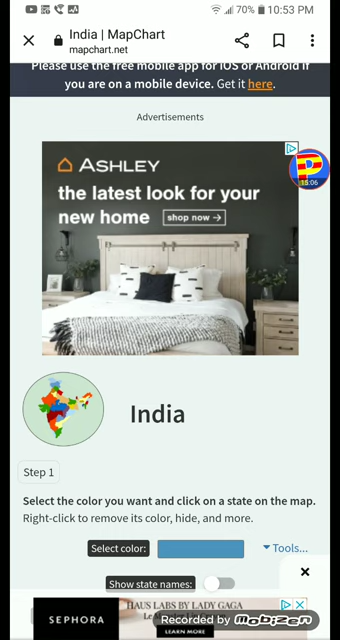 70% 10:53 PM
India | MapChart
mapchart.net
Please use the free mobile app for iOS or Android if
you are on a mobile device. Get it here.
Advertisements
ASHLEY
the latest look for your
new home shop now →
15:06
India
Step 1
Select the color you want and click on a state on the map.
Right-click to remove its color, hide, and more.
Select color: Tools...
Show state names:
SEPHORA
HAUS LABS BY LADY GAGA
LEARN MORE
Recorded by mobizen